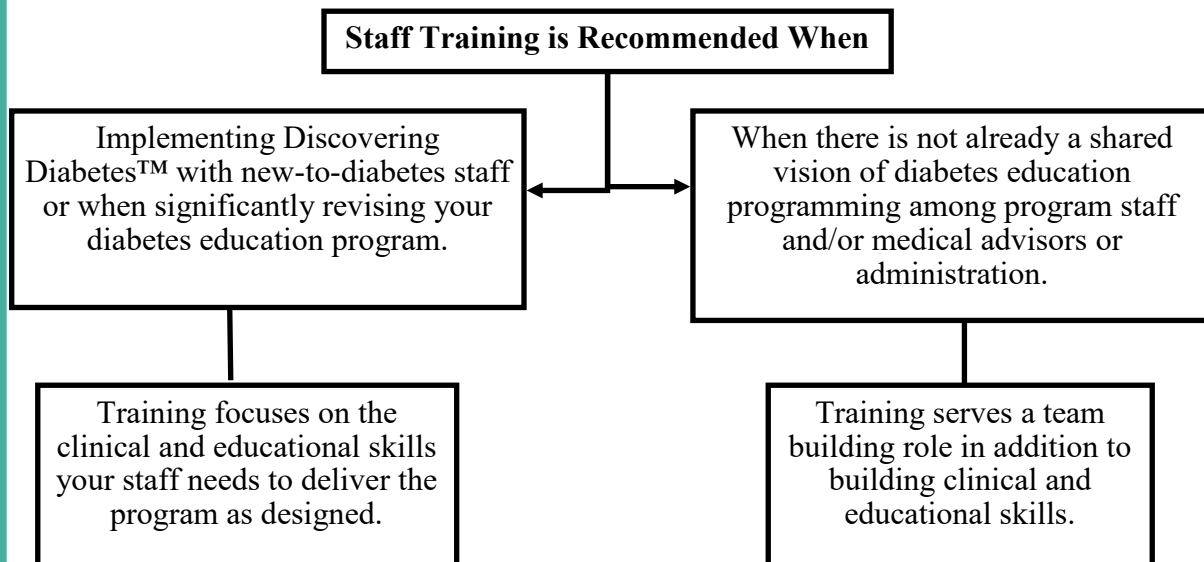 Staff Training is Recommended When
Implementing Discovering
Diabetes™ with new-to-diabetes staff
or when significantly revising your
diabetes education program.
When there is not already a shared
vision of diabetes education
programming among program staff
and/or medical advisors or
administration.
Training focuses on the
clinical and educational skills
your staff needs to deliver the
program as designed.
Training serves a team
building role in addition to
building clinical and
educational skills.